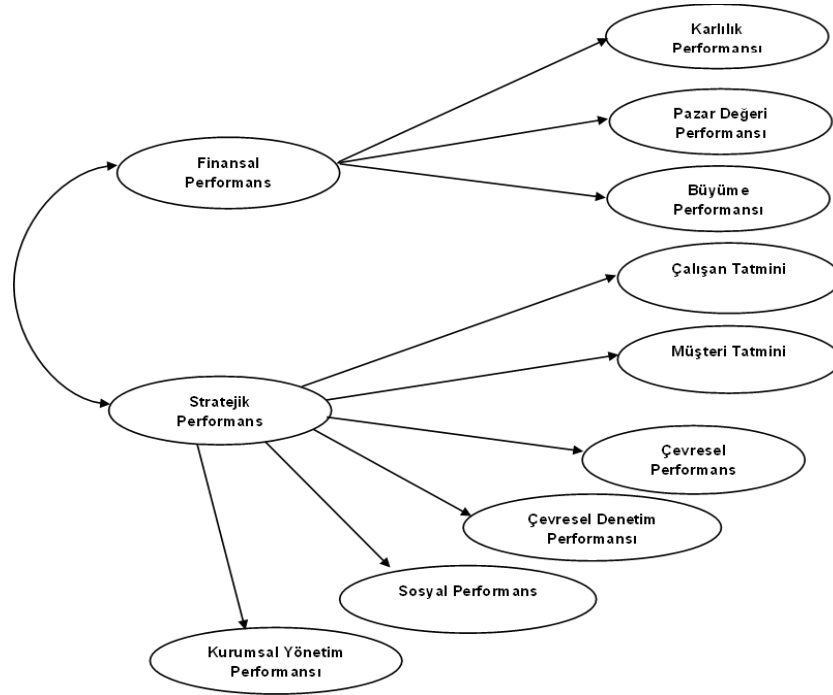 Karlılık
Performansı
Pazar Değeri
Performansı
Finansal
Performans
Büyüme
Performansı
Çalışan Tatmini
Müşteri Tatmini
Stratejik
Performans
Çevresel
Performans
Çevresel Denetim
Performansı
Sosyal Performans
Kurumsal Yönetim
Performansı